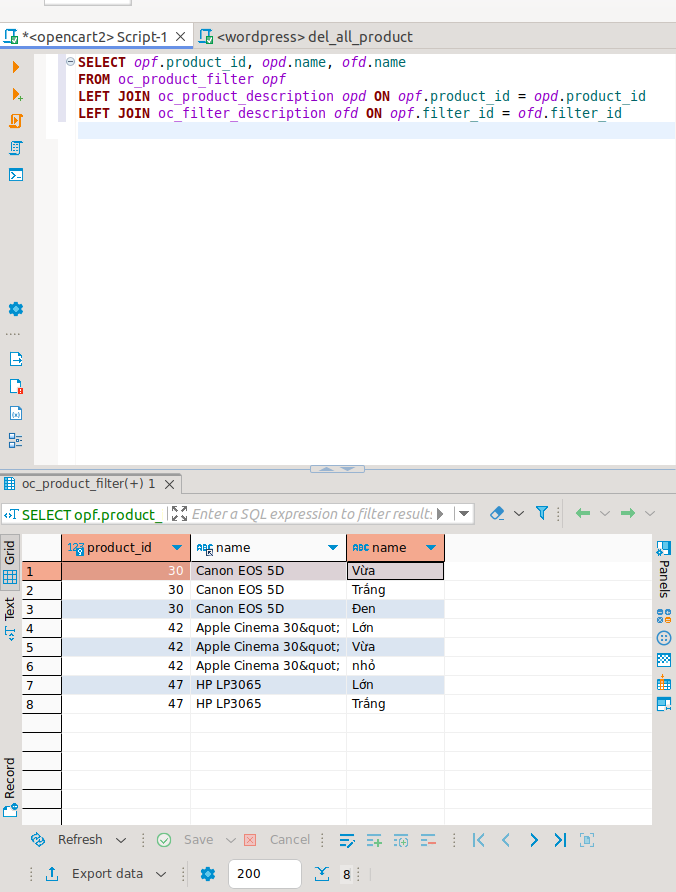 *<opencart2> Script-1
<wordpress> del_all_product
SELECT opf.product_id, opd.name, ofd.name
FROM oc_product_filter opf
LEFT JOIN oc_product_description opd ON opf.product_id = opd.product_id
LEFT JOIN oc_filter_description ofd ON opf.filter_id = ofd.filter_id
oc_product_filter(+) 1
SELECT opf.product_
Enter a SQL expression to filter results
Grid
Text
Record
Panels
123 product_id ABC name ABC name
1 30 Canon EOS 5D Vừa
2 30 Canon EOS 5D Trắng
3 30 Canon EOS 5D Đen
4 42 Apple Cinema 30&quot; Lớn
5 42 Apple Cinema 30&quot; Vừa
6 42 Apple Cinema 30&quot; nhỏ
7 47 HP LP3065 Lớn
8 47 HP LP3065 Trắng
Refresh Save Cancel
Export data 200 8